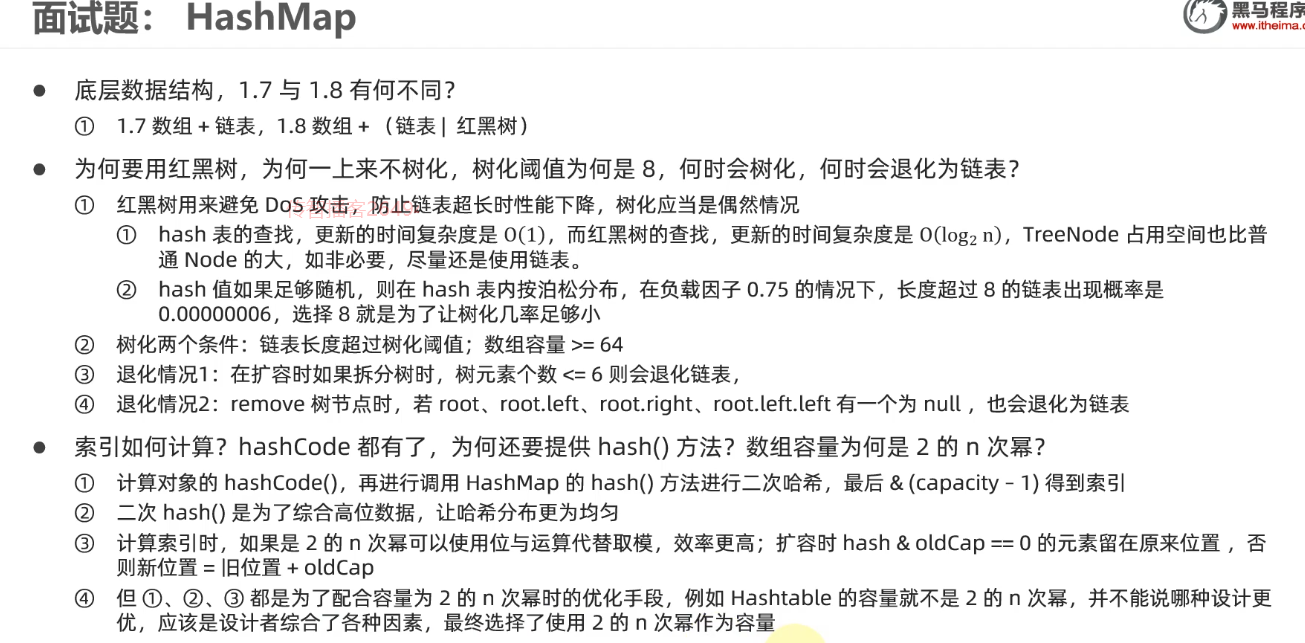 面试题： HashMap
黑马程序
www.itheima.c
● 底层数据结构，1.7 与 1.8 有何不同？
① 1.7 数组 + 链表，1.8 数组 + （链表 | 红黑树）
● 为何要用红黑树，为何一上来不树化，树化阈值为何是 8，何时会树化，何时会退化为链表？
① 红黑树用来避免 DoS 攻击，防止链表超长时性能下降，树化应当是偶然情况
① hash 表的查找，更新的时间复杂度是 O(1)，而红黑树的查找，更新的时间复杂度是 O(log₂ n)，TreeNode 占用空间也比普
通 Node 的大，如非必要，尽量还是使用链表。
② hash 值如果足够随机，则在 hash 表内按泊松分布，在负载因子 0.75 的情况下，长度超过 8 的链表出现概率是
0.00000006，选择 8 就是为了让树化几率足够小
② 树化两个条件：链表长度超过树化阈值；数组容量 >= 64
③ 退化情况1：在扩容时如果拆分树时，树元素个数 <= 6 则会退化链表，
④ 退化情况2：remove 树节点时，若 root、root.left、root.right、root.left.left 有一个为 null ，也会退化为链表
● 索引如何计算？hashCode 都有了，为何还要提供 hash() 方法？数组容量为何是 2 的 n 次幂？
① 计算对象的 hashCode()，再进行调用 HashMap 的 hash() 方法进行二次哈希，最后 & (capacity – 1) 得到索引
② 二次 hash() 是为了综合高位数据，让哈希分布更为均匀
③ 计算索引时，如果是 2 的 n 次幂可以使用位与运算代替取模，效率更高；扩容时 hash & oldCap == 0 的元素留在原来位置 ，否
则新位置 = 旧位置 + oldCap
④ 但 ①、②、③ 都是为了配合容量为 2 的 n 次幂时的优化手段，例如 Hashtable 的容量就不是 2 的 n 次幂，并不能说哪种设计更
优，应该是设计者综合了各种因素，最终选择了使用 2 的 n 次幂作为容量